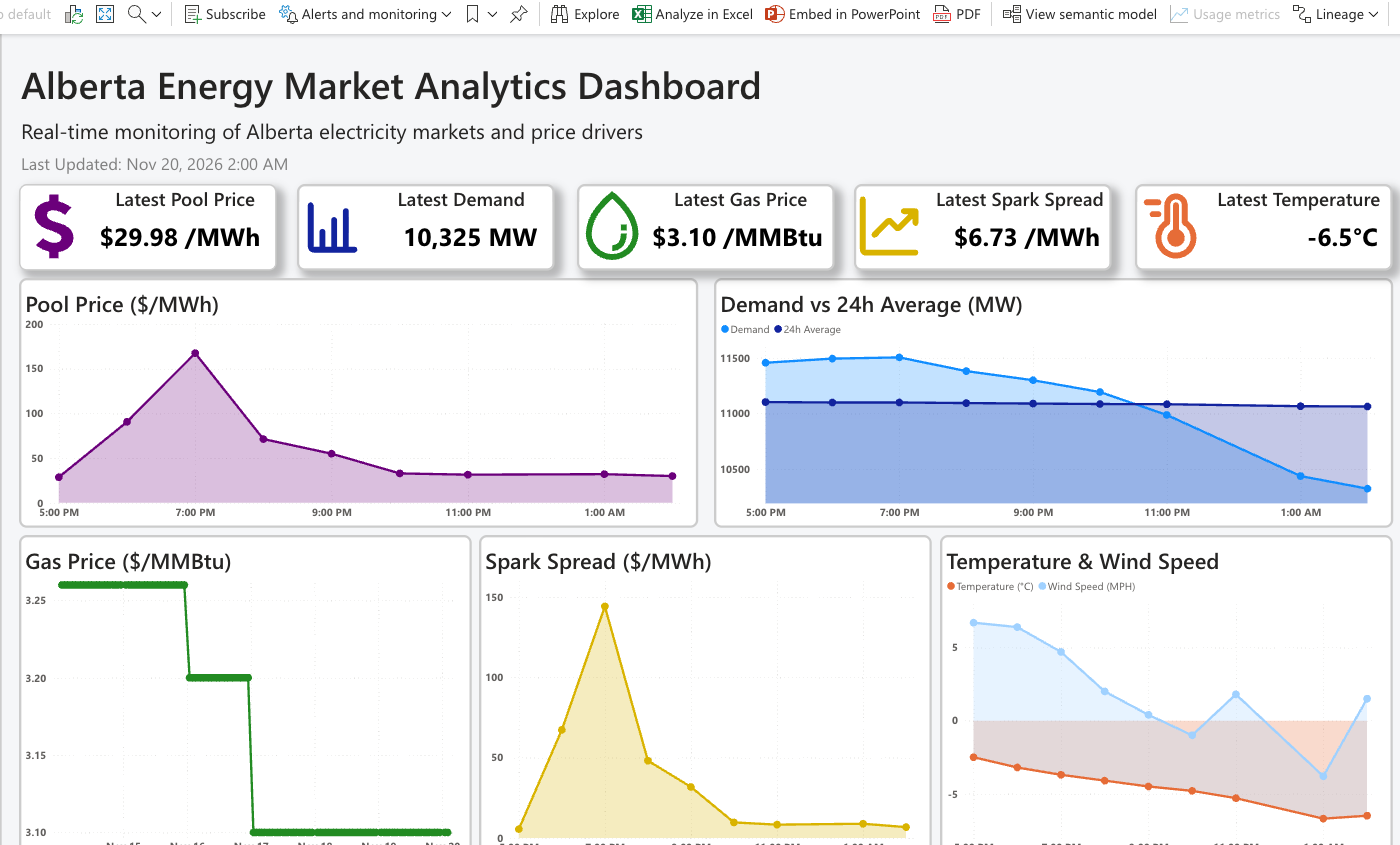 default
Subscribe
Alerts and monitoring
Explore
Analyze in Excel
Embed in PowerPoint
PDF
View semantic model
Usage metrics
Lineage
Alberta Energy Market Analytics Dashboard
Real-time monitoring of Alberta electricity markets and price drivers
Last Updated: Nov 20, 2026 2:00 AM
Latest Pool Price
$29.98 /MWh
Latest Demand
10,325 MW
Latest Gas Price
$3.10 /MMBtu
Latest Spark Spread
$6.73 /MWh
Latest Temperature
-6.5°C
Pool Price ($/MWh)
200
150
100
50
0
5:00 PM 7:00 PM 9:00 PM 11:00 PM 1:00 AM
Demand vs 24h Average (MW)
Demand 24h Average
11500
11000
10500
5:00 PM 7:00 PM 9:00 PM 11:00 PM 1:00 AM
Gas Price ($/MMBtu)
3.25
3.20
3.15
3.10
Spark Spread ($/MWh)
150
100
50
0
Temperature & Wind Speed
Temperature (°C) Wind Speed (MPH)
5
0
-5